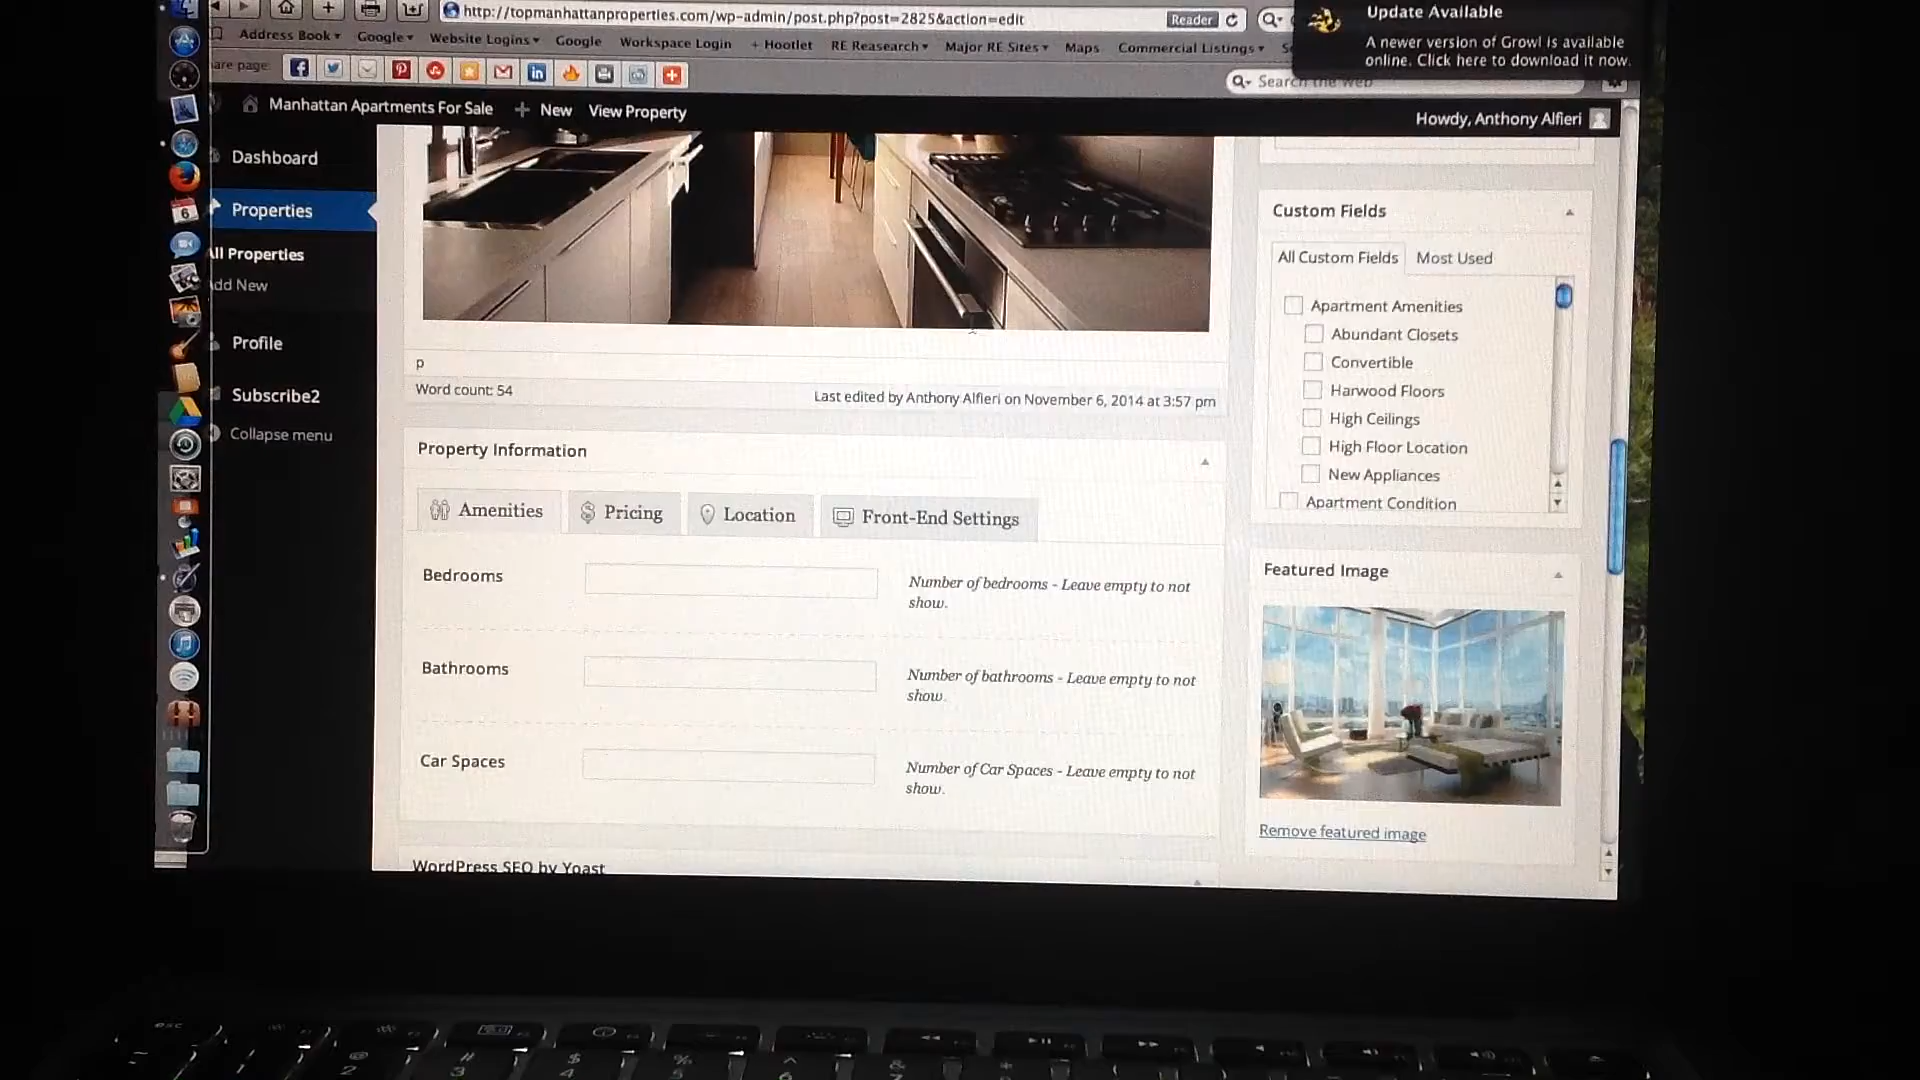 Update Available
A newer version of Growl is available
online. Click here to download it now.
http://topmanhattanproperties.com/wp-admin/post.php?post=2825&action=edit
Reader
Address Book
Google
Website Logins
Google
Workspace Login
+ Hootlet
RE Reasearch
Major RE Sites
Maps
Commercial Listings
are page:
Search the web
Manhattan Apartments For Sale
+ New
View Property
Howdy, Anthony Alfieri
Dashboard
Properties
All Properties
Add New
Profile
Subscribe2
Collapse menu
p
Word count: 54
Last edited by Anthony Alfieri on November 6, 2014 at 3:57 pm
Property Information
Amenities
Pricing
Location
Front-End Settings
Bedrooms
Number of bedrooms - Leave empty to not
show.
Bathrooms
Number of bathrooms - Leave empty to not
show.
Car Spaces
Number of Car Spaces - Leave empty to not
show.
WordPress SEO by Yoast
Custom Fields
All Custom Fields
Most Used
Apartment Amenities
Abundant Closets
Convertible
Harwood Floors
High Ceilings
High Floor Location
New Appliances
Apartment Condition
Featured Image
Remove featured image
esc
2
3
4
5
6